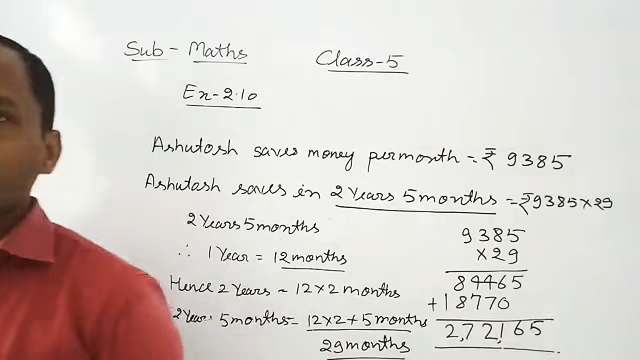 Sub - Maths
Class-5
Ex-2.10
Ashutosh saves money per month = ₹ 9385
Ashutosh saves in 2 Years 5 months = ₹9385×29
2 Years 5 months
∴ 1 Year = 12 months
Hence 2 Years = 12×2 months
2 Year. 5 months = 12×2+5 months
29 months
9385
×29
84465
+18770
2,72,165